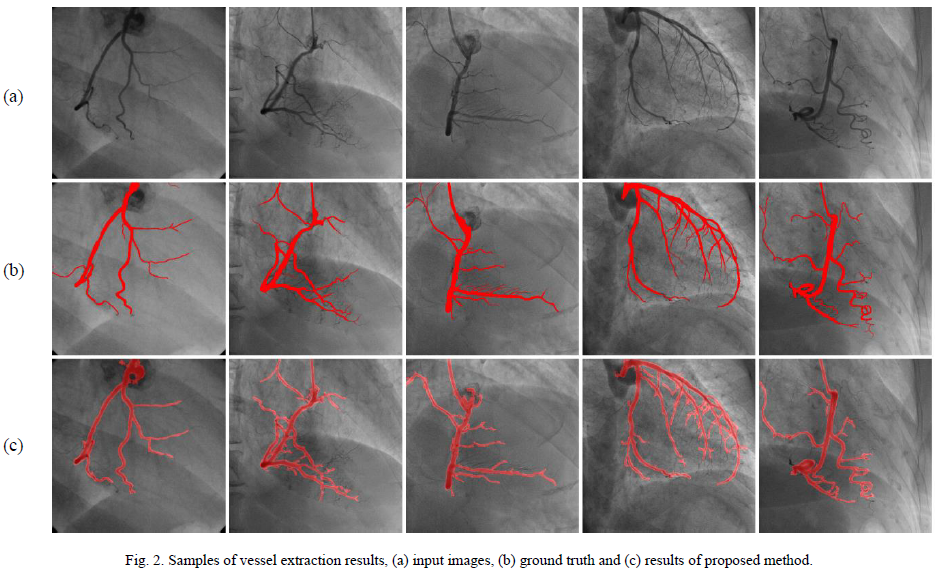 (a)
(b)
(c)
Fig. 2. Samples of vessel extraction results, (a) input images, (b) ground truth and (c) results of proposed method.